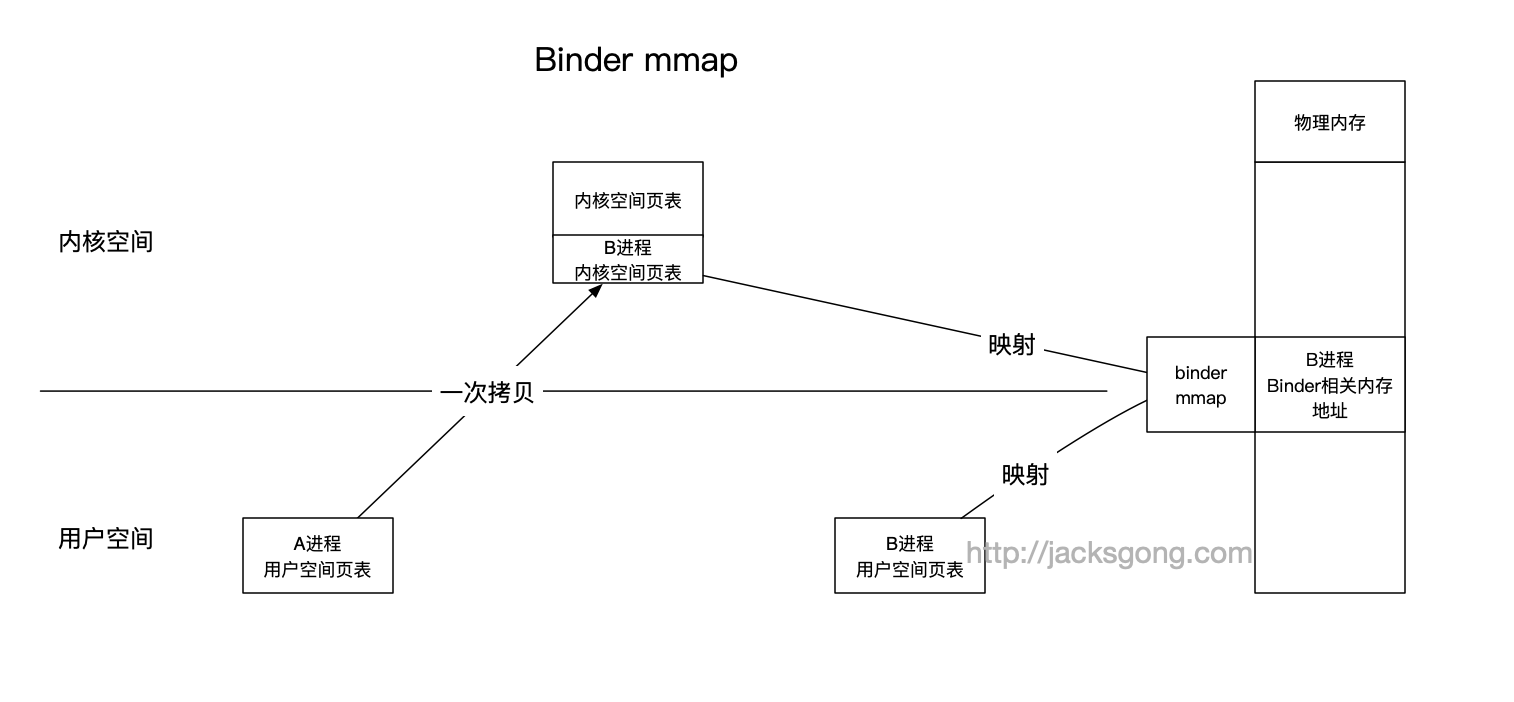 Binder mmap
物理内存
内核空间页表
内核空间
B进程
内核空间页表
映射
B进程
Binder相关内存
地址
binder
mmap
一次拷贝
映射
用户空间
A进程
用户空间页表
B进程
用户空间页表
http://jacksgong.com